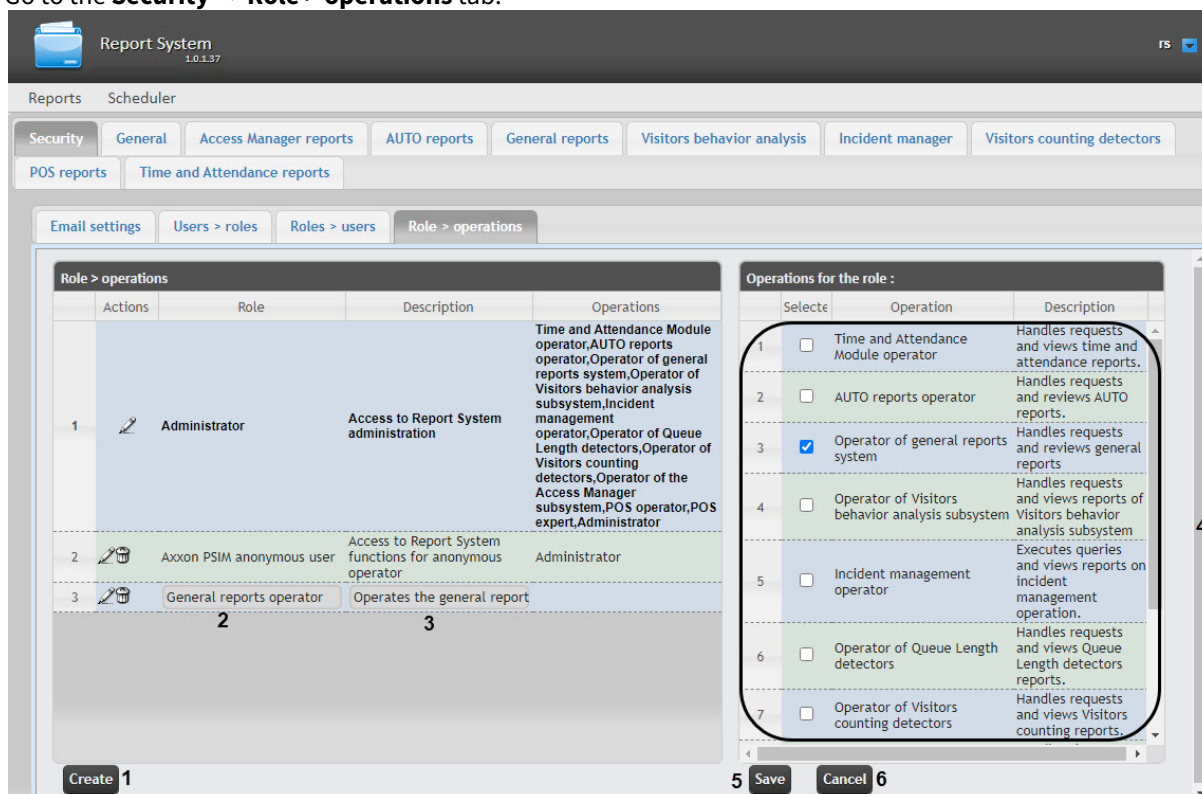 Go to the Security -> Role > operations tab.
Report System
1.0.1.37
rs
Reports Scheduler
Security General Access Manager reports AUTO reports General reports Visitors behavior analysis Incident manager Visitors counting detectors
POS reports Time and Attendance reports
Email settings Users > roles Roles > users Role > operations
Role > operations
Actions Role Description Operations
1 Administrator
Access to Report System
administration
Time and Attendance Module
operator,AUTO reports
operator,Operator of general
reports system,Operator of
Visitors behavior analysis
subsystem,Incident
management
operator,Operator of Queue
Length detectors,Operator of
Visitors counting
detectors,Operator of the
Access Manager
subsystem,POS operator,POS
expert,Administrator
2 Axxon PSIM anonymous user
Access to Report System
functions for anonymous
operator
Administrator
3 General reports operator Operates the general report
2 3
Create 1
Operations for the role :
Selecte Operation Description
1
Time and Attendance
Module operator
Handles requests
and views time and
attendance reports.
2 AUTO reports operator
Handles requests
and reviews AUTO
reports.
3
Operator of general reports
system
Handles requests
and reviews general
reports
4
Operator of Visitors
behavior analysis subsystem
Handles requests
and views reports of
Visitors behavior
analysis subsystem
5
Incident management
operator
Executes queries
and views reports on
incident
management
operation.
6
Operator of Queue Length
detectors
Handles requests
and views Queue
Length detectors
reports.
7
Operator of Visitors
counting detectors
Handles requests
and views Visitors
counting reports.
4
5 Save Cancel 6